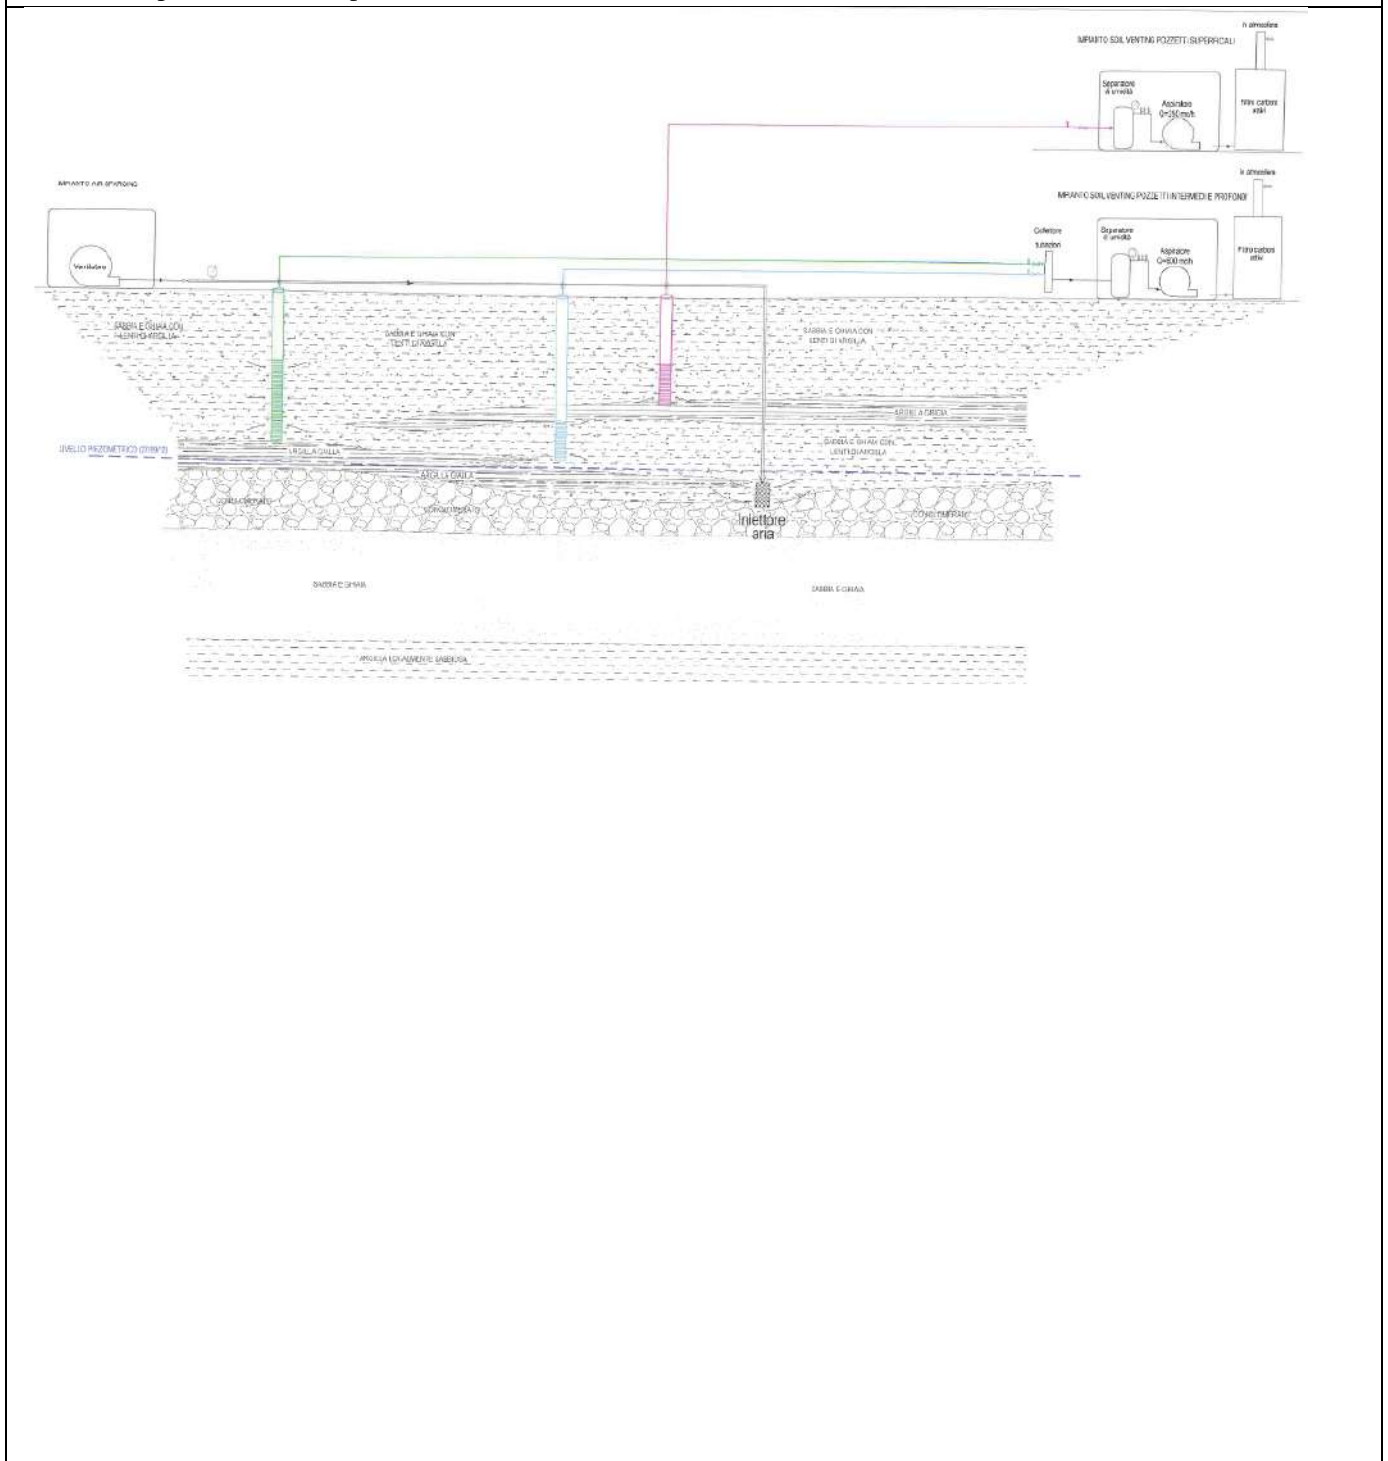 in atmosfera
IMPIANTO SOIL VENTING POZZETTI SUPERFICIALI
Separatore
di umidità
Aspiratore
Filtri carboni
attivi
IMPIANTO AIR SPARGING
in atmosfera
IMPIANTO SOIL VENTING POZZETTI INTERMEDI E PROFONDI
Collettore
tubazioni
Separatore
di umidità
Aspiratore
Filtro carboni
attivi
Ventilatore
SABBIA E GHIAIA CON
LENTI DI ARGILLA
SABBIA E GHIAIA CON
LENTI DI ARGILLA
SABBIA E GHIAIA CON
LENTI DI ARGILLA
ARGILLA GRIGIA
SABBIA E GHIAIA CON
LENTI DI ARGILLA
LIVELLO PIEZOMETRICO
ARGILLA GIALLA
ARGILLA GIALLA
CONGLOMERATO
CONGLOMERATO
CONGLOMERATO
Iniettore
aria
SABBIA E GHIAIA
SABBIA E GHIAIA
ARGILLA LOCALMENTE SABBIOSA